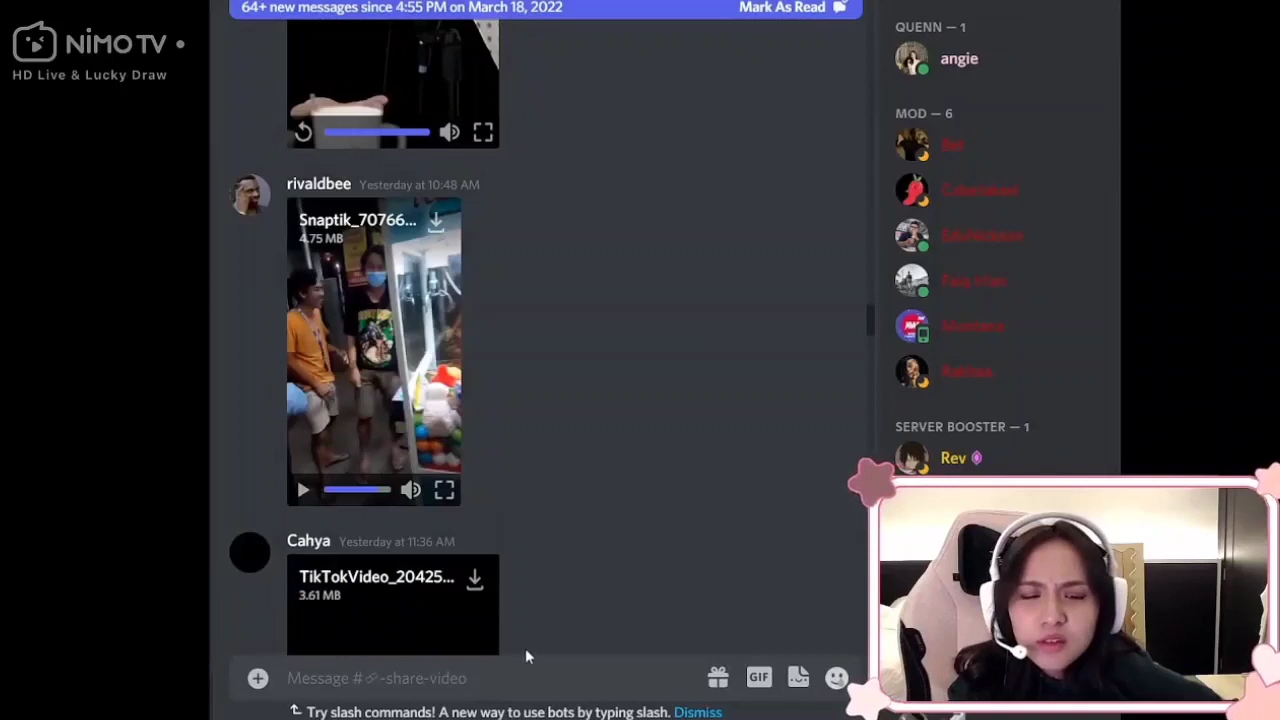 64+ new messages since 4:55 PM on March 18, 2022
Mark As Read
NIMO TV
HD Live & Lucky Draw
rivaldbee Yesterday at 10:48 AM
Snaptik_70766...
4.75 MB
Cahya Yesterday at 11:36 AM
TikTokVideo_20425...
3.61 MB
Message #-share-video
GIF
Try slash commands! A new way to use bots by typing slash. Dismiss
QUENN — 1
angie
MOD — 6
SERVER BOOSTER — 1
Rev